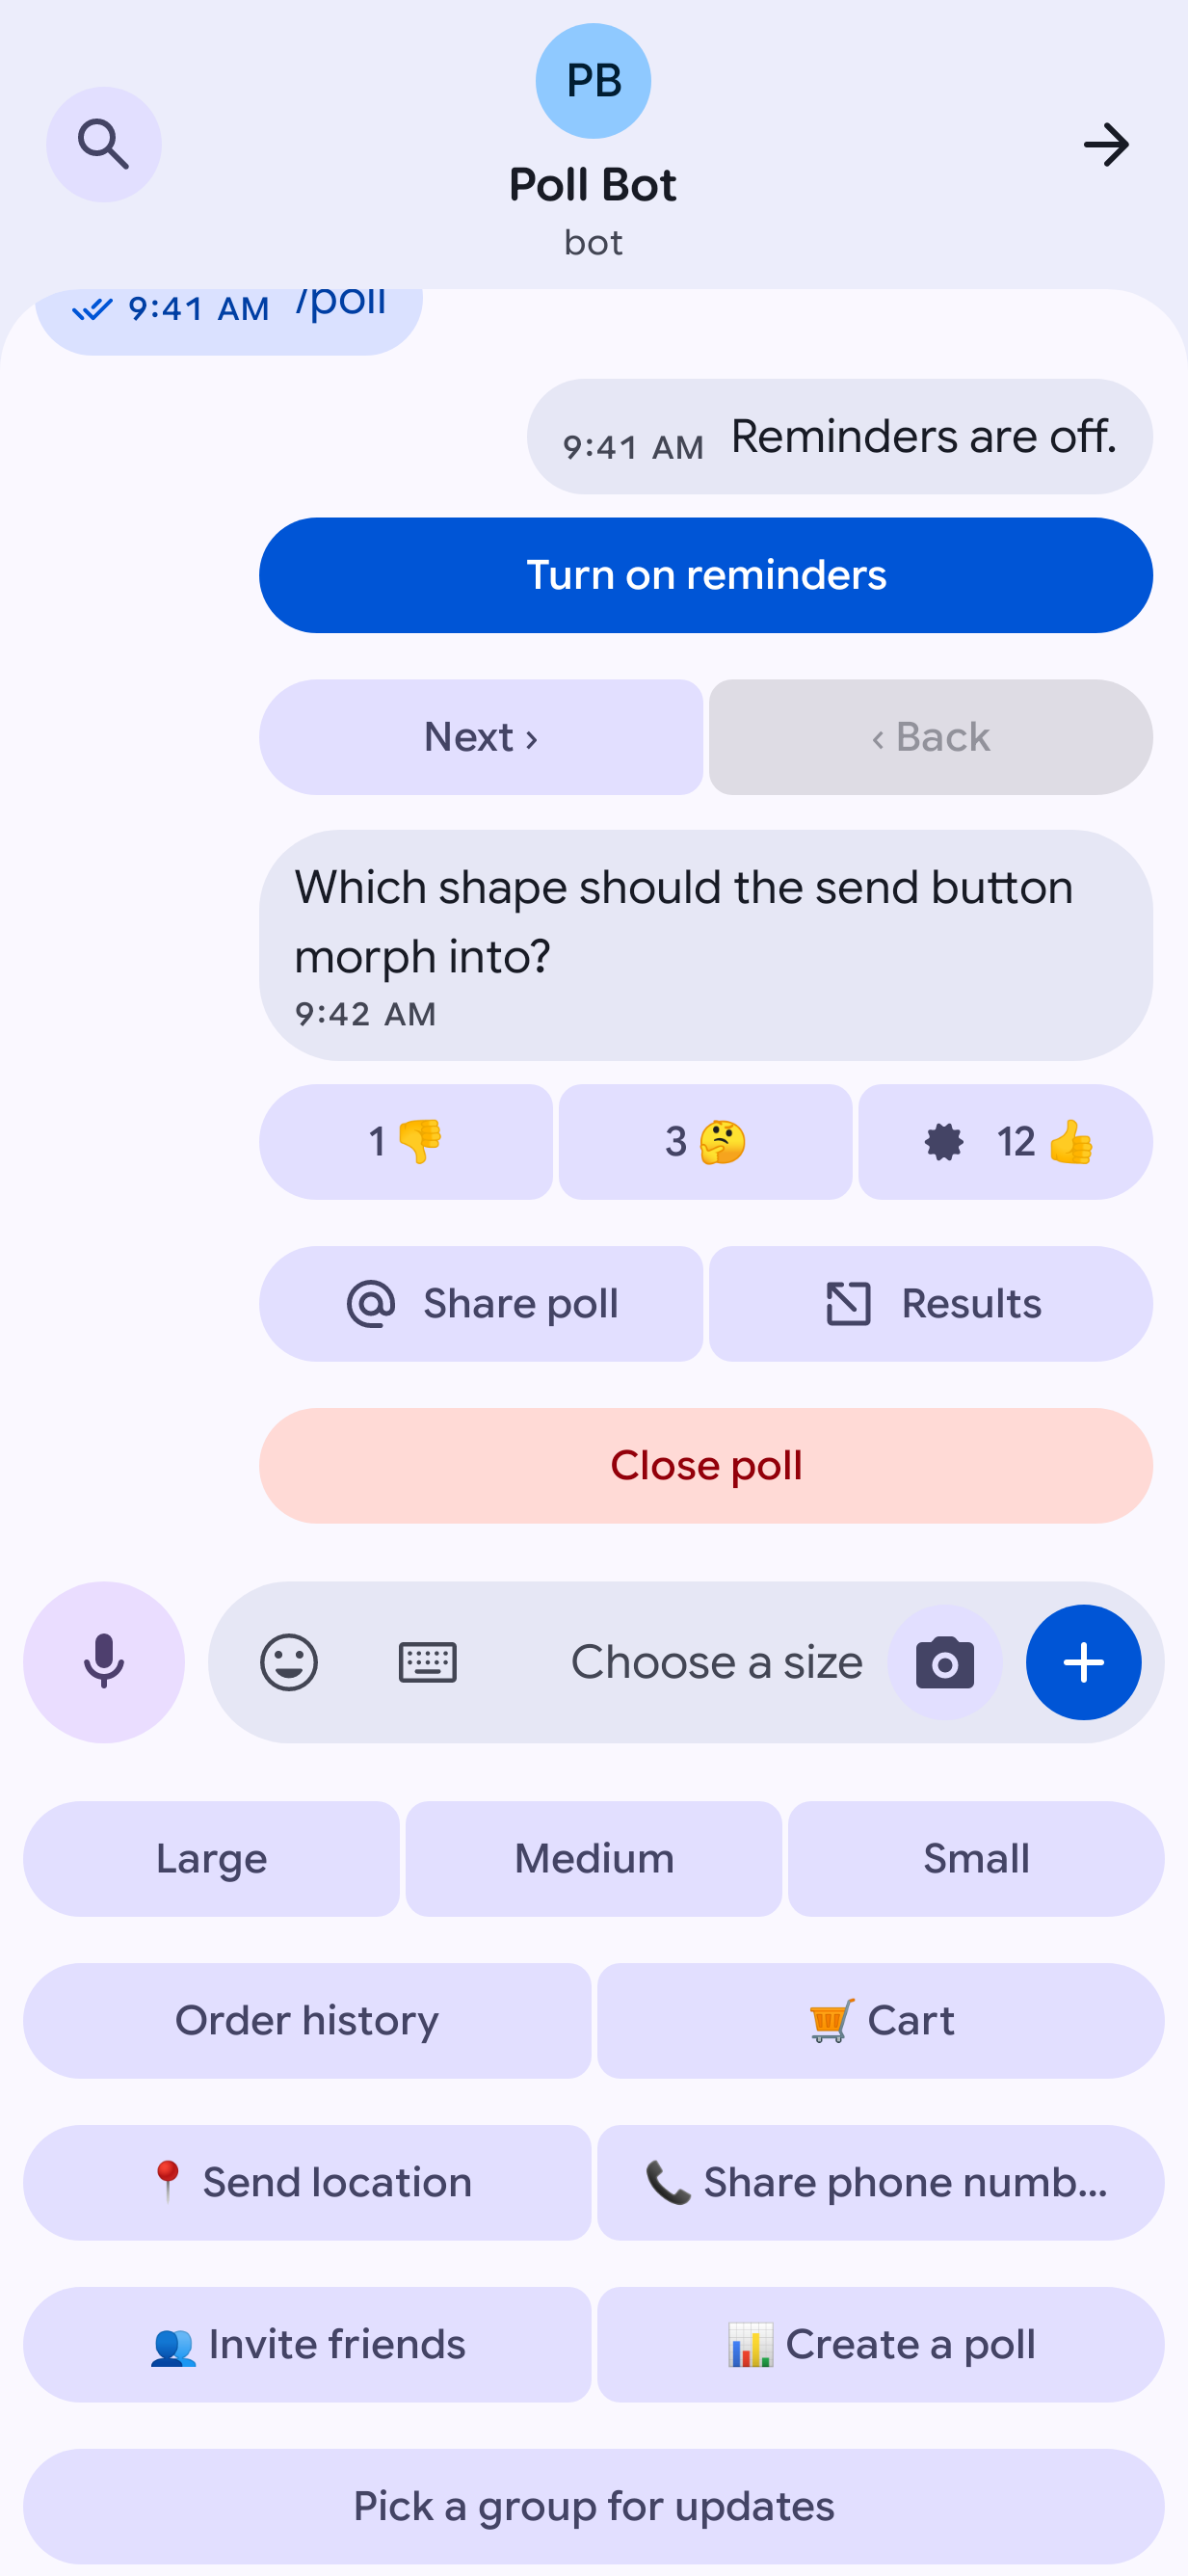 PB
Poll Bot
bot
9:41 AM /poll
9:41 AM Reminders are off.
Turn on reminders
Next ›
‹ Back
Which shape should the send button
morph into?
9:42 AM
1 👎
3 🤔
12 👍
Share poll
Results
Close poll
Choose a size
Large
Medium
Small
Order history
🛒 Cart
📍 Send location
📞 Share phone numb...
👥 Invite friends
📊 Create a poll
Pick a group for updates